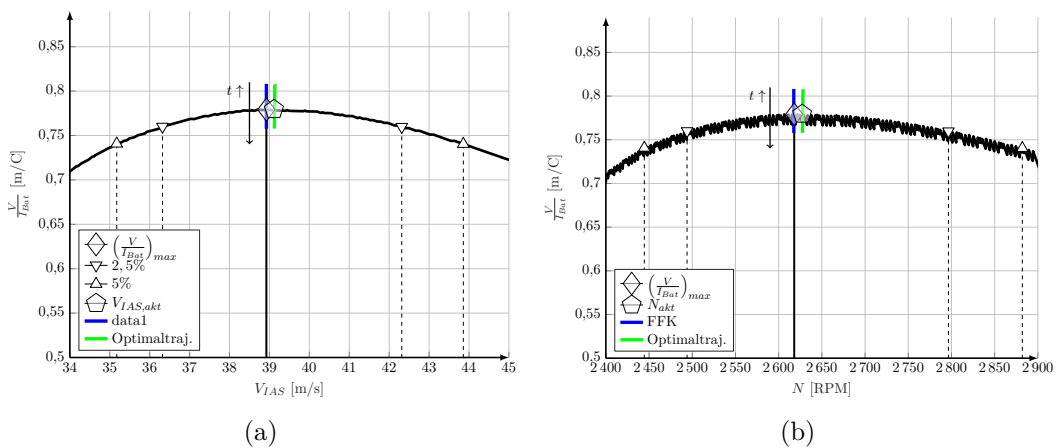 0,85
0,8
0,75
0,7
0,65
0,6
0,55
0,5
V/I_Bat [m/C]
t ↑
(V/I_Bat)_max
2,5%
5%
V_IAS,akt
data1
Optimaltraj.
34 35 36 37 38 39 40 41 42 43 44 45
V_IAS [m/s]
(a)
0,85
0,8
0,75
0,7
0,65
0,6
0,55
0,5
V/I_Bat [m/C]
t ↑
(V/I_Bat)_max
N_akt
FFK
Optimaltraj.
2 400 2 450 2 500 2 550 2 600 2 650 2 700 2 750 2 800 2 850 2 900
N [RPM]
(b)